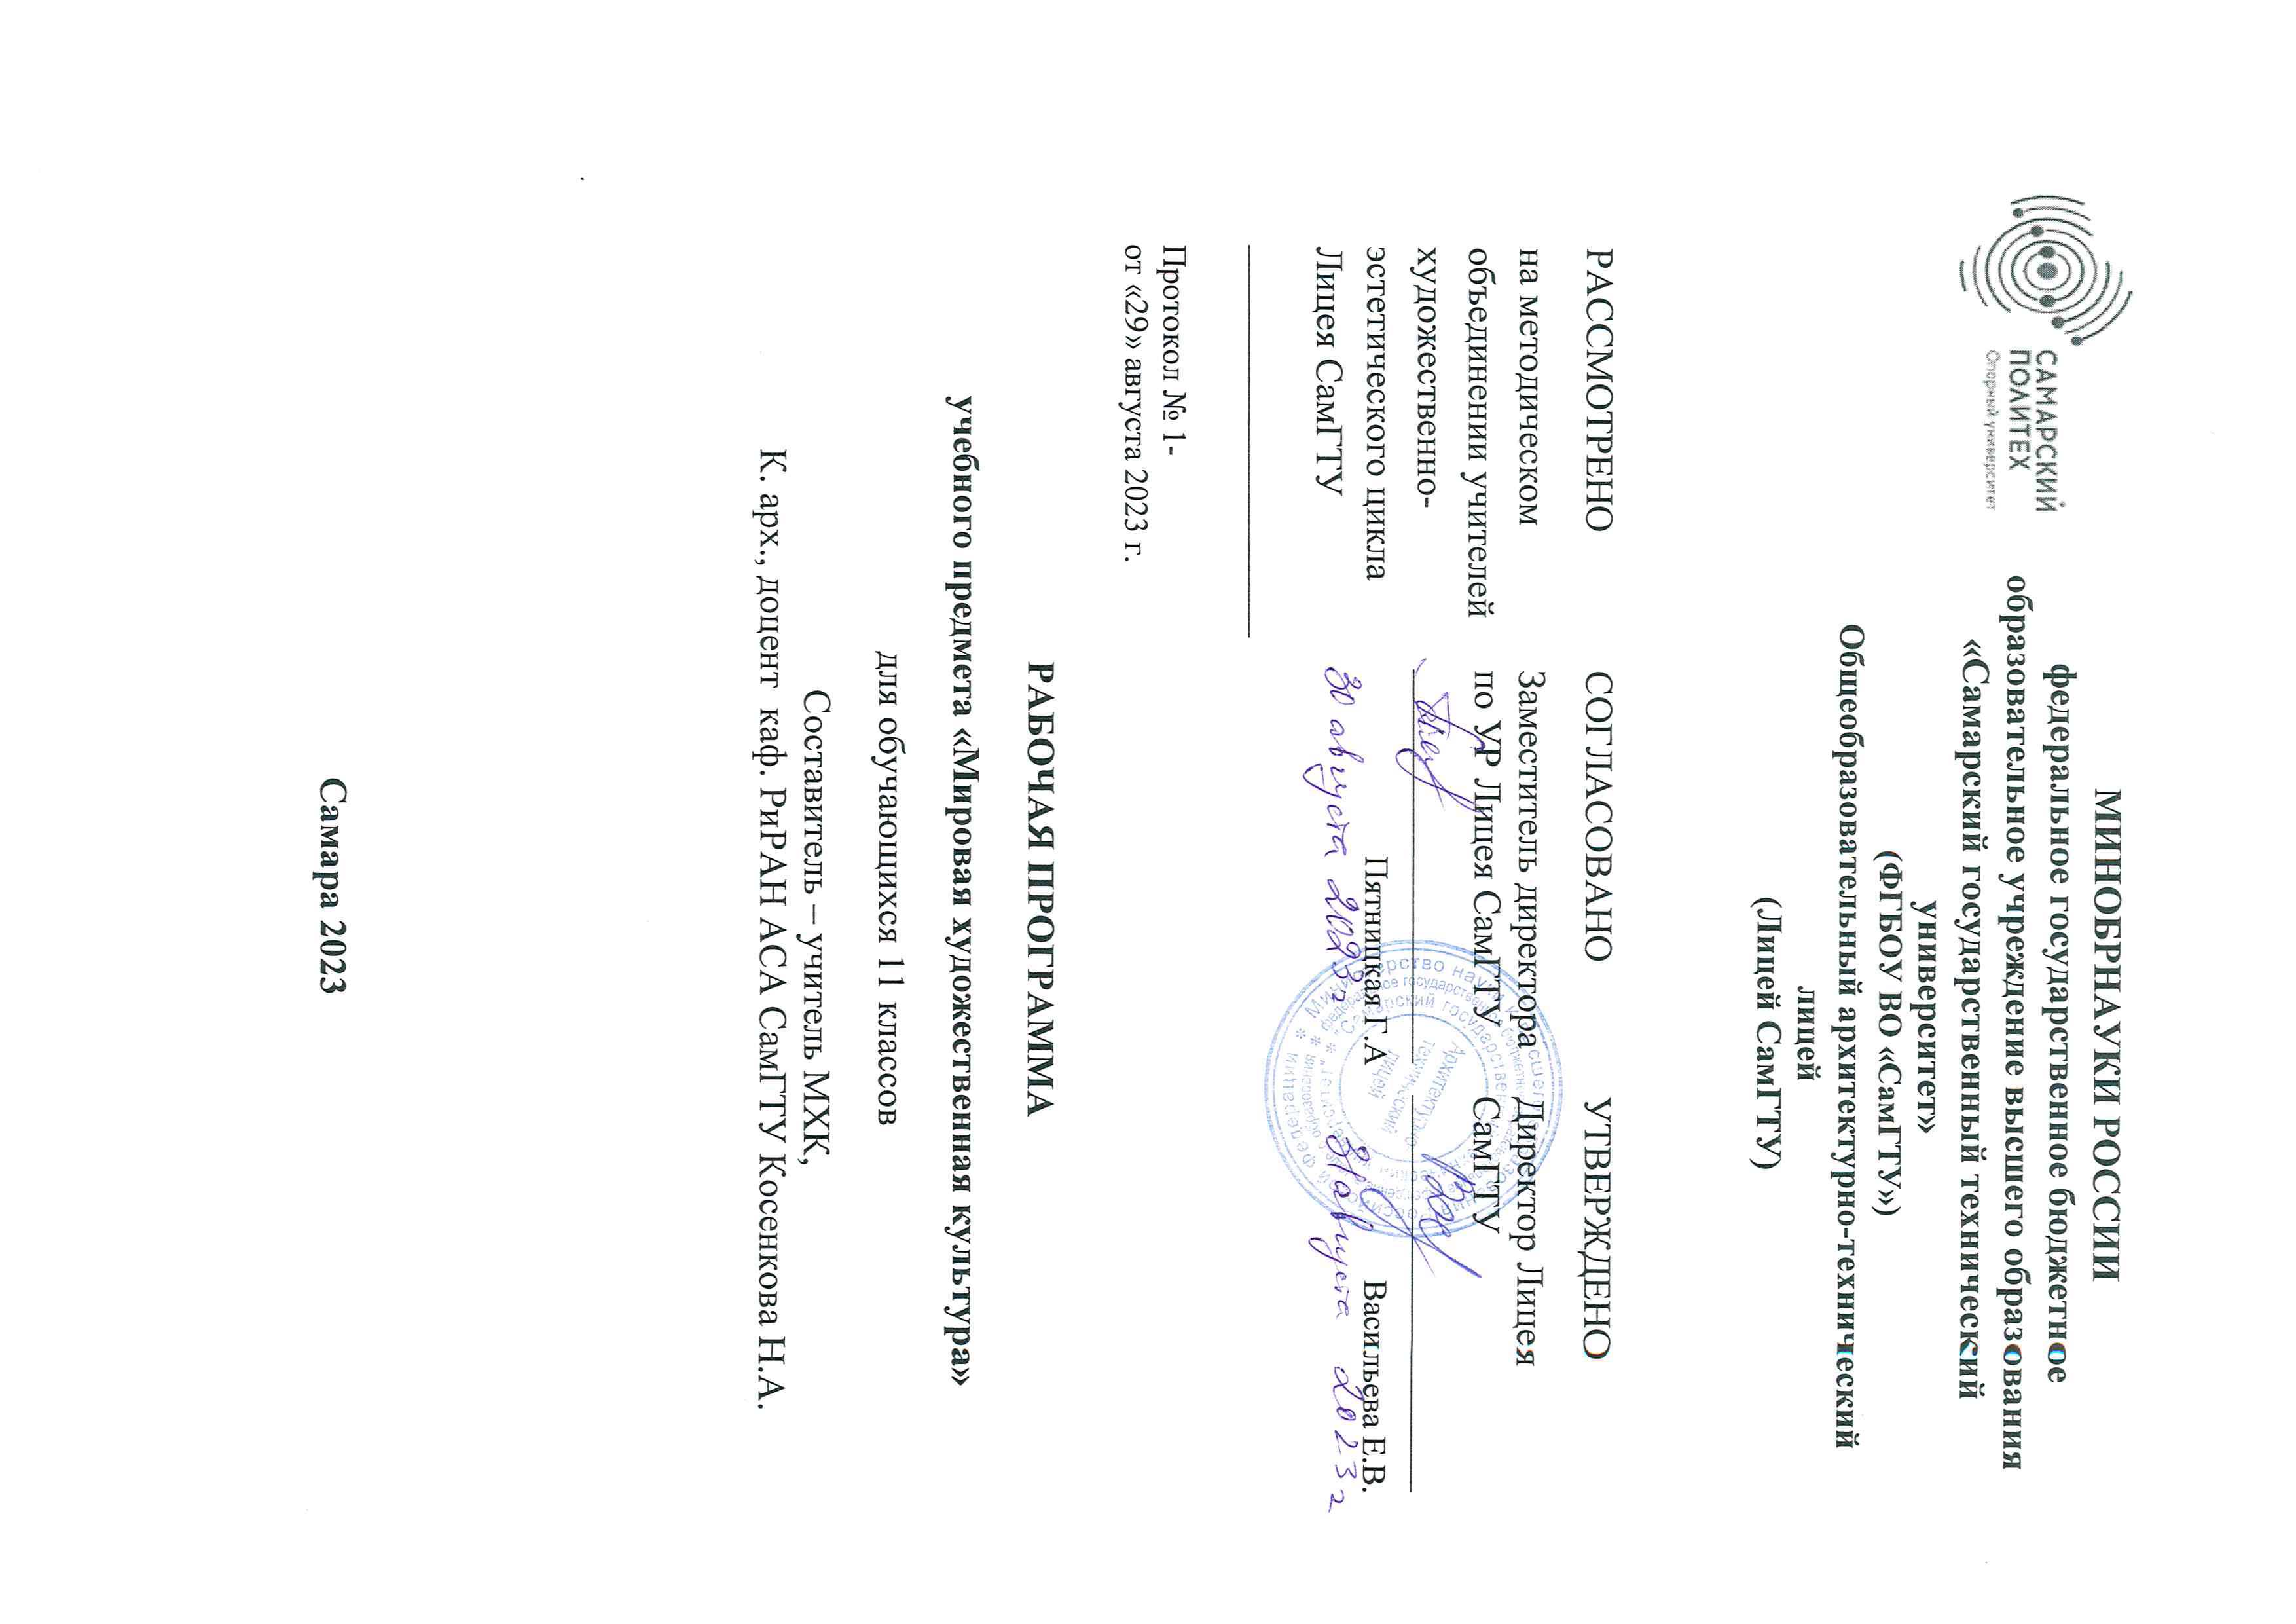 САМАРСКИЙ
ПОЛИТЕХ
Опорный университет
МИНОБРНАУКИ РОССИИ
федеральное государственное бюджетное
образовательное учреждение высшего образования
«Самарский государственный технический
университет»
(ФГБОУ ВО «СамГТУ»)
Общеобразовательный архитектурно-технический
лицей
(Лицей СамГТУ)
РАССМОТРЕНО
на методическом
объединении учителей
художественно-
эстетического цикла
Лицея СамГТУ
Протокол № 1-
от «29» августа 2023 г.
СОГЛАСОВАНО
Заместитель директора
по УР Лицея СамГТУ
Пятницкая Г.А
30 августа 2023 г
УТВЕРЖДЕНО
Директор Лицея
СамГТУ
Васильева Е.В.
31 августа 2023 г
Архитектурно
технический
лицей
РАБОЧАЯ ПРОГРАММА
учебного предмета «Мировая художественная культура»
для обучающихся 11 классов
Составитель – учитель МХК,
К. арх., доцент каф. РиРАН АСА СамГТУ Косенкова Н.А.
Самара 2023